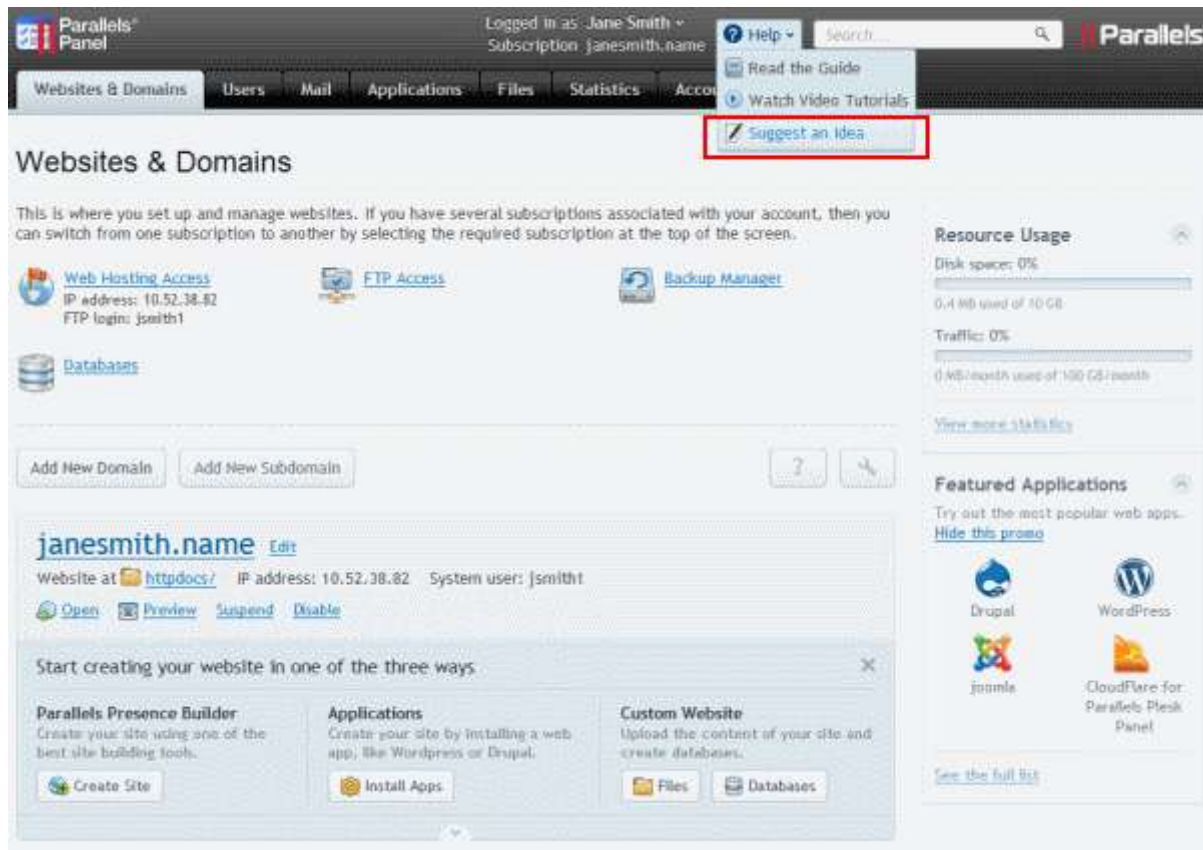 Parallels®
Panel
Logged in as Jane Smith
Subscription janesmith.name
Help
Search...
Parallels
Websites & Domains Users Mail Applications Files Statistics Accou
Read the Guide
Watch Video Tutorials
Suggest an Idea
Websites & Domains
This is where you set up and manage websites. If you have several subscriptions associated with your account, then you
can switch from one subscription to another by selecting the required subscription at the top of the screen.
Web Hosting Access
IP address: 10.52.38.82
FTP login: jsmith1
FTP Access
Backup Manager
Databases
Add New Domain
Add New Subdomain
?
janesmith.name Edit
Website at httpdocs/ IP address: 10.52.38.82 System user: jsmith1
Open Preview Suspend Disable
Start creating your website in one of the three ways
Parallels Presence Builder
Create your site using one of the
best site building tools.
Create Site
Applications
Create your site by installing a web
app, like Wordpress or Drupal.
Install Apps
Custom Website
Upload the content of your site and
create databases.
Files Databases
Resource Usage
Disk space: 0%
0.4 MB used of 10 GB
Traffic: 0%
0 MB/month used of 100 GB/month
View more statistics
Featured Applications
Try out the most popular web apps.
Hide this promo
Drupal
WordPress
Joomla
CloudFlare for
Parallels Plesk
Panel
See the full list